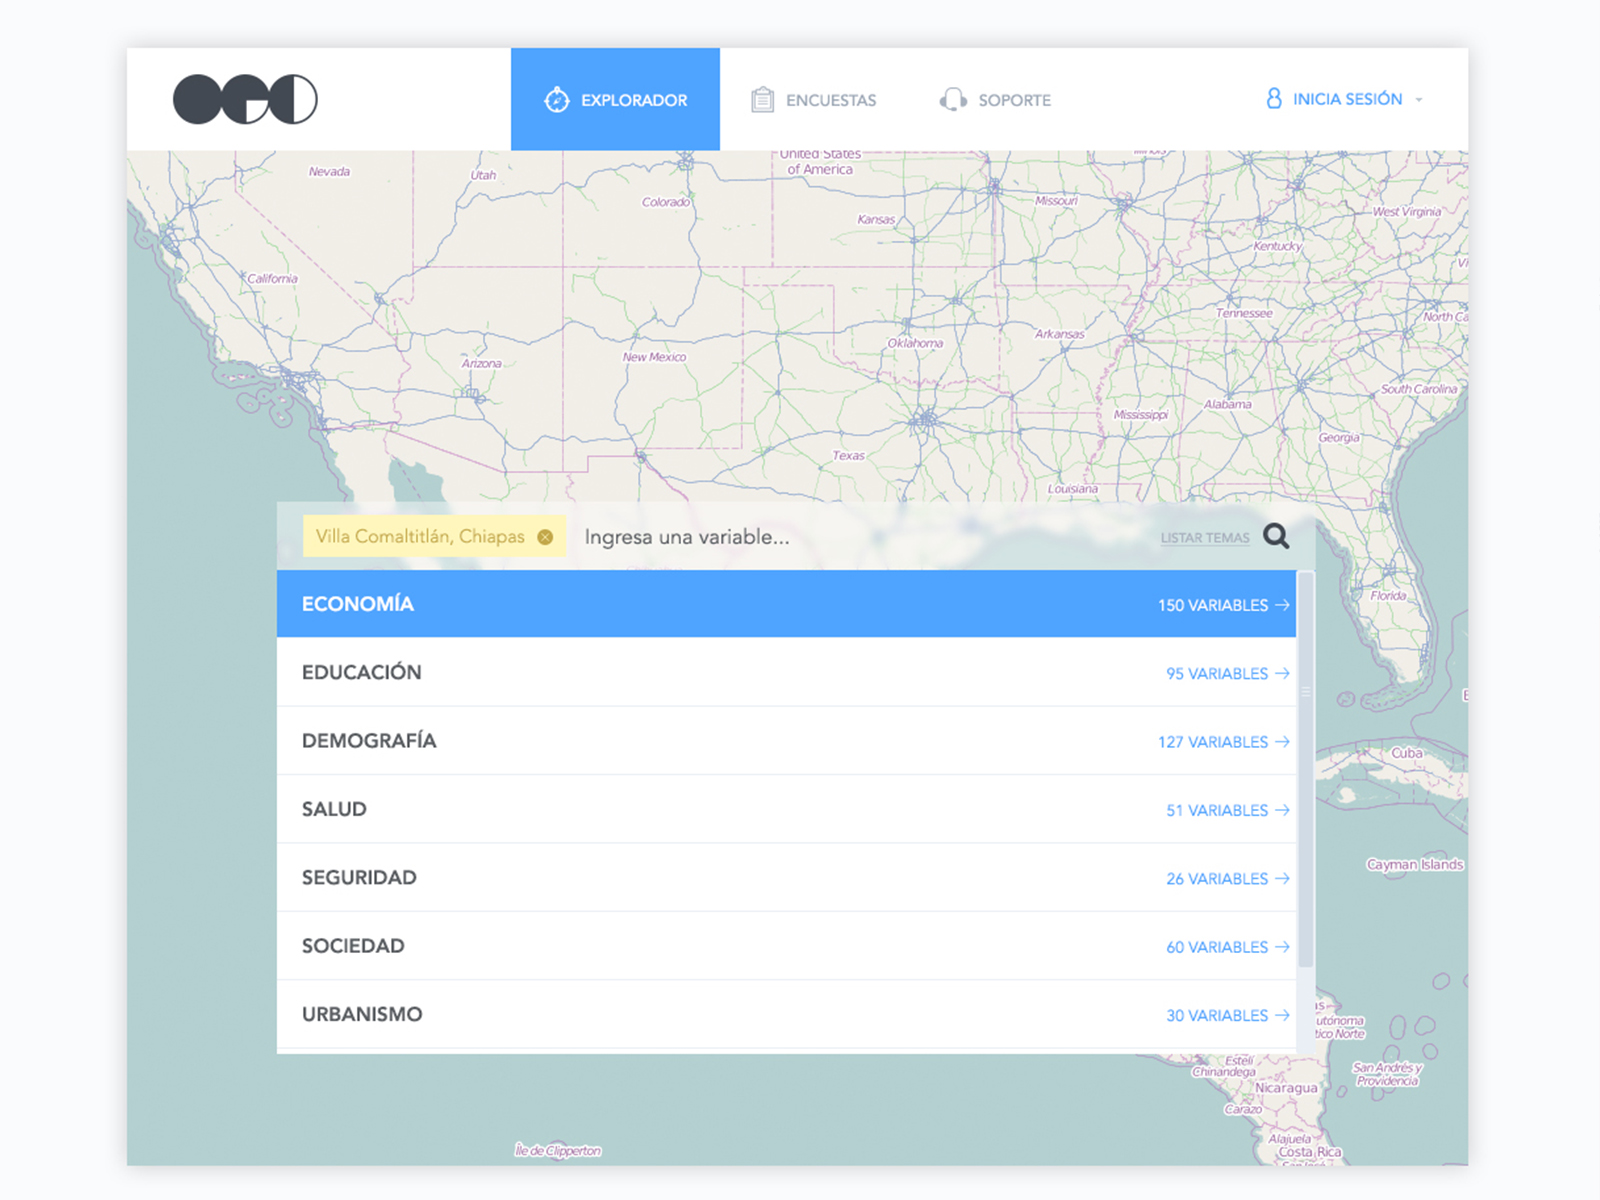 EXPLORADOR
ENCUESTAS
SOPORTE
INICIA SESIÓN
United States
of America
Nevada
Utah
Colorado
Kansas
Missouri
West Virginia
Kentucky
California
Tennessee
Arkansas
Oklahoma
New Mexico
Arizona
South Carolina
Alabama
Mississippi
Georgia
Texas
Louisiana
Villa Comaltitlán, Chiapas
Ingresa una variable...
LISTAR TEMAS
ECONOMÍA 150 VARIABLES →
EDUCACIÓN 95 VARIABLES →
DEMOGRAFÍA 127 VARIABLES →
SALUD 51 VARIABLES →
SEGURIDAD 26 VARIABLES →
SOCIEDAD 60 VARIABLES →
URBANISMO 30 VARIABLES →
Florida
Cuba
Cayman Islands
San Andrés y
Providencia
Estelí
Chinandega
Nicaragua
Carazo
Alajuela
Costa Rica
Île de Clipperton